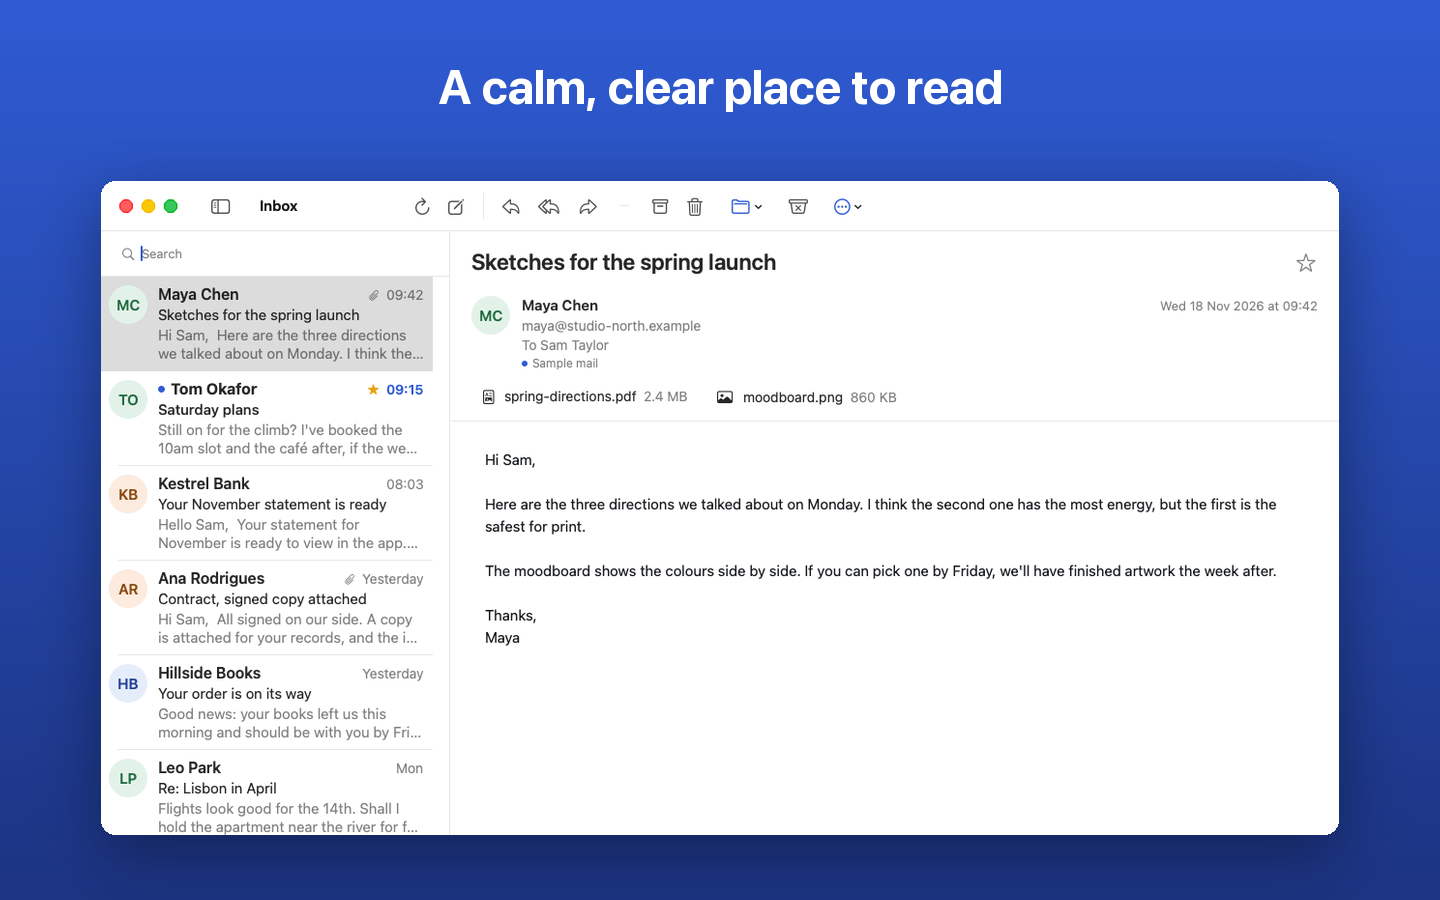 A calm, clear place to read
Inbox
Search
MC
Maya Chen
09:42
Sketches for the spring launch
Hi Sam,  Here are the three directions
we talked about on Monday. I think the...
TO
Tom Okafor
09:15
Saturday plans
Still on for the climb? I've booked the
10am slot and the café after, if the we...
KB
Kestrel Bank
08:03
Your November statement is ready
Hello Sam,  Your statement for
November is ready to view in the app....
AR
Ana Rodrigues
Yesterday
Contract, signed copy attached
Hi Sam,  All signed on our side. A copy
is attached for your records, and the i...
HB
Hillside Books
Yesterday
Your order is on its way
Good news: your books left us this
morning and should be with you by Fri...
LP
Leo Park
Mon
Re: Lisbon in April
Flights look good for the 14th. Shall I
hold the apartment near the river for f...
Sketches for the spring launch
MC
Maya Chen
Wed 18 Nov 2026 at 09:42
maya@studio-north.example
To Sam Taylor
Sample mail
spring-directions.pdf 2.4 MB
moodboard.png 860 KB
Hi Sam,
Here are the three directions we talked about on Monday. I think the second one has the most energy, but the first is the
safest for print.
The moodboard shows the colours side by side. If you can pick one by Friday, we'll have finished artwork the week after.
Thanks,
Maya